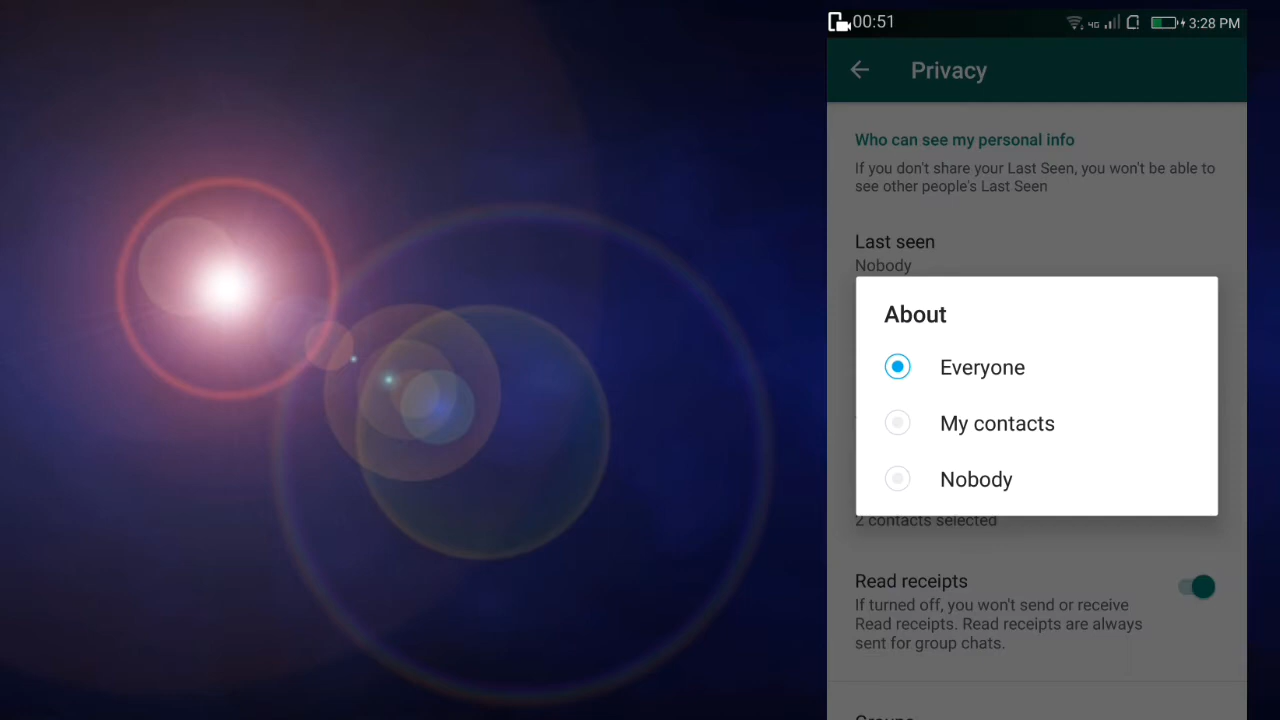 00:51
4G
3:28 PM
Privacy
Who can see my personal info
If you don't share your Last Seen, you won't be able to
see other people's Last Seen
Last seen
Nobody
About
Everyone
My contacts
Nobody
2 contacts selected
Read receipts
If turned off, you won't send or receive
Read receipts. Read receipts are always
sent for group chats.
Groups